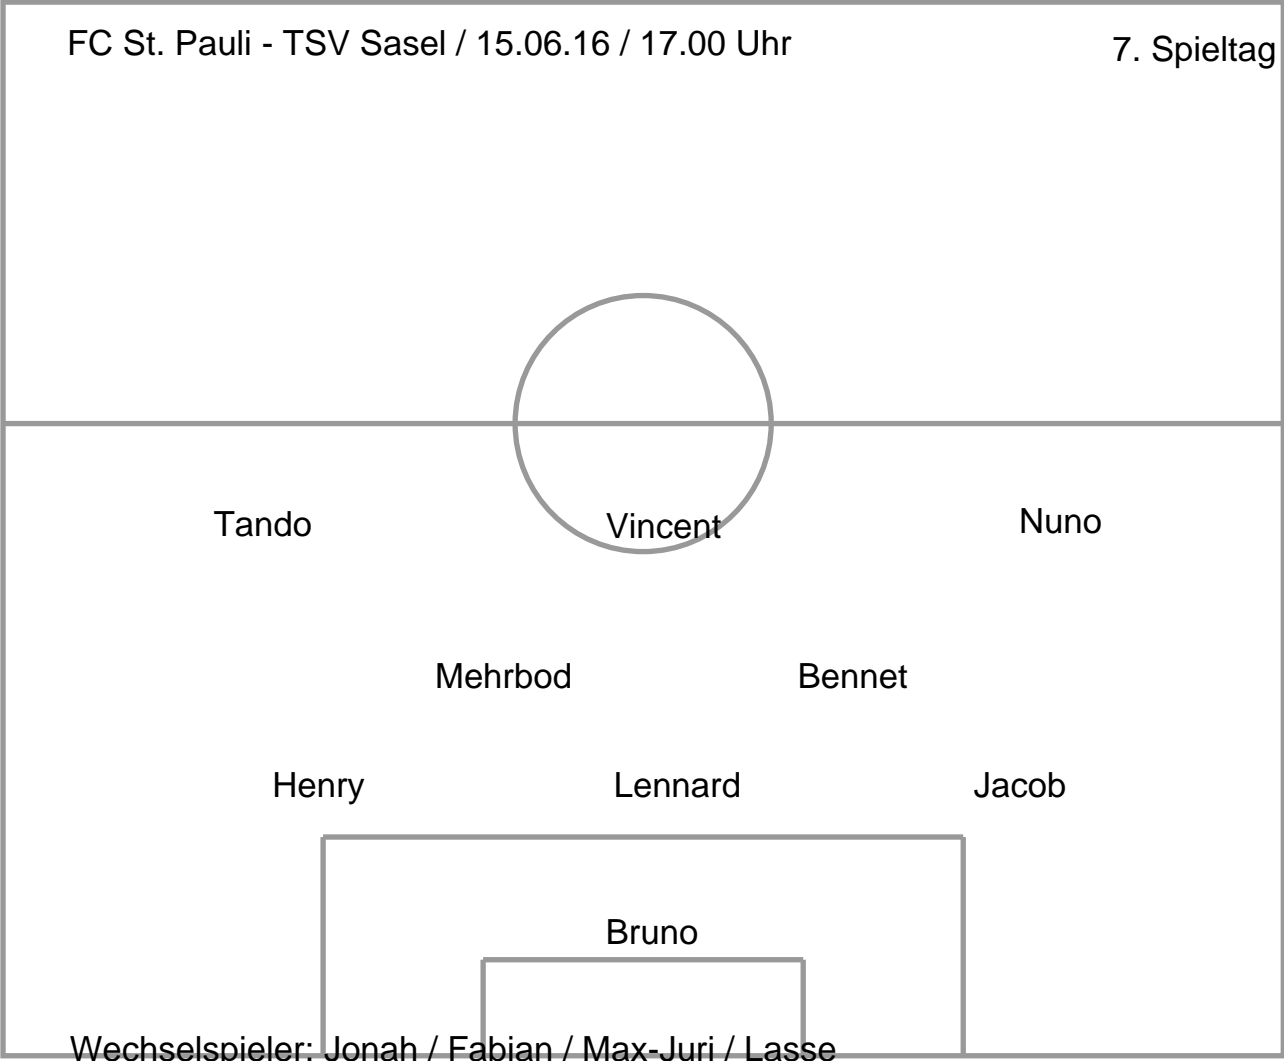 FC St. Pauli - TSV Sasel / 15.06.16 / 17.00 Uhr
7. Spieltag
Tando Vincent Nuno
Mehrbod Bennet
Henry Lennard Jacob
Bruno
Wechselspieler: Jonah / Fabian / Max-Juri / Lasse